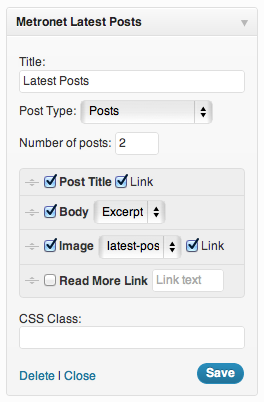 Metronet Latest Posts
Title:
Latest Posts
Post Type: Posts
Number of posts: 2
Post Title Link
Body Excerpt
Image latest-pos Link
Read More Link Link text
CSS Class:
Delete | Close Save